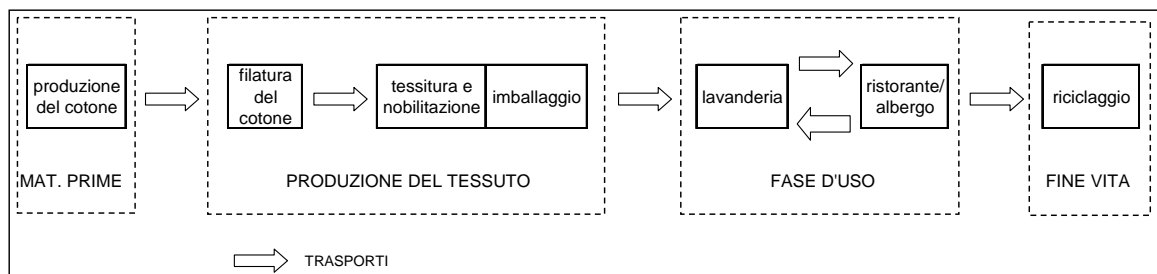 produzione
del cotone
MAT. PRIME
filatura
del
cotone
tessitura e
nobilitazione
imballaggio
PRODUZIONE DEL TESSUTO
lavanderia
ristorante/
albergo
FASE D'USO
riciclaggio
FINE VITA
TRASPORTI